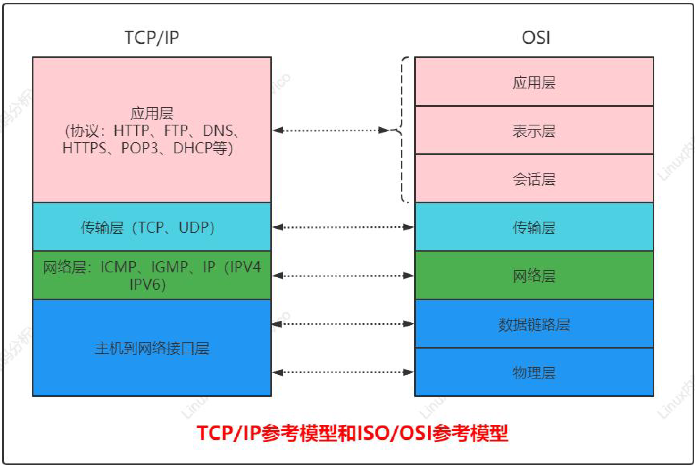 TCP/IP
OSI
应用层
(协议：HTTP、FTP、DNS、
HTTPS、POP3、DHCP等)
传输层（TCP、UDP）
网络层：ICMP、IGMP、IP（IPV4
IPV6）
主机到网络接口层
应用层
表示层
会话层
传输层
网络层
数据链路层
物理层
TCP/IP参考模型和ISO/OSI参考模型